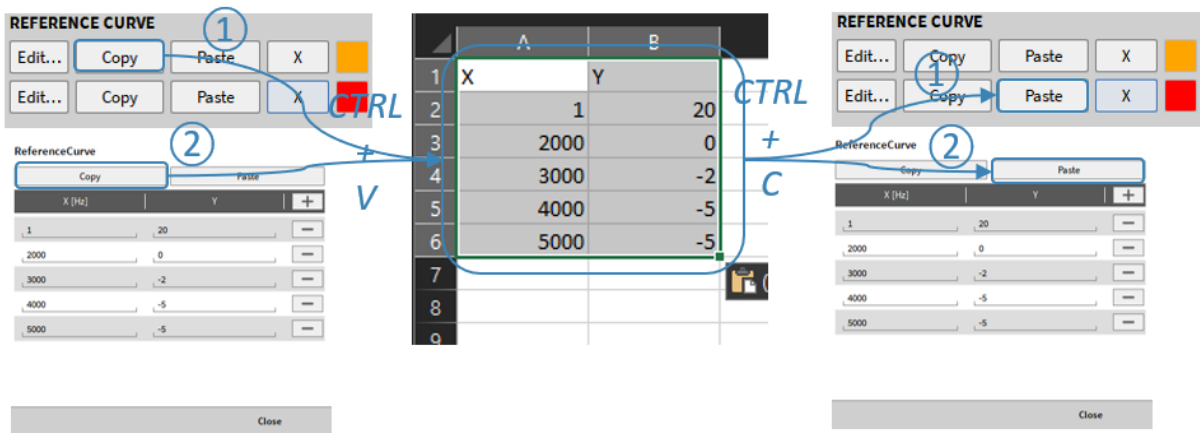 REFERENCE CURVE
1
Edit... Copy Paste X
Edit... Copy Paste X
2
ReferenceCurve
Copy Paste
X [Hz] Y +
1 20 −
2000 0 −
3000 -2 −
4000 -5 −
5000 -5 −
Close
CTRL
+
V
A B
1 X Y
2 1 20
3 2000 0
4 3000 -2
5 4000 -5
6 5000 -5
7
8
9
CTRL
+
C
REFERENCE CURVE
Edit... Copy Paste X
1
Edit... Copy Paste X
2
ReferenceCurve
Copy Paste
X [Hz] Y +
1 20 −
2000 0 −
3000 -2 −
4000 -5 −
5000 -5 −
Close